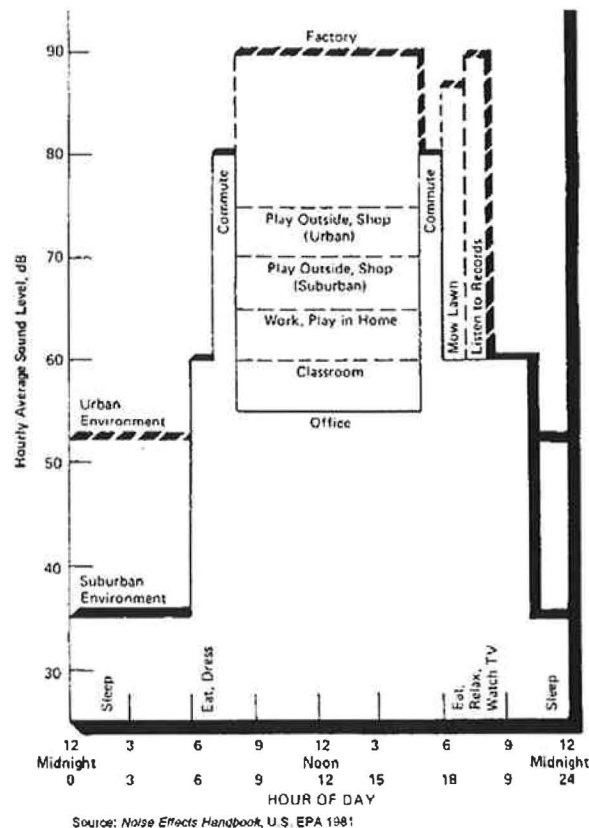 Hourly Average Sound Level, dB
90
80
70
60
50
40
30
Factory
Commute
Play Outside, Shop
(Urban)
Play Outside, Shop
(Suburban)
Work, Play in Home
Classroom
Office
Commute
Mow Lawn
Listen to Records
Urban
Environment
Suburban
Environment
Sleep
Eat, Dress
Eat,
Relax,
Watch TV
Sleep
12 3 6 9 12 3 6 9 12
Midnight Noon Midnight
0 3 6 9 12 15 18 9 24
HOUR OF DAY
Source: Noise Effects Handbook, U.S. EPA 1981